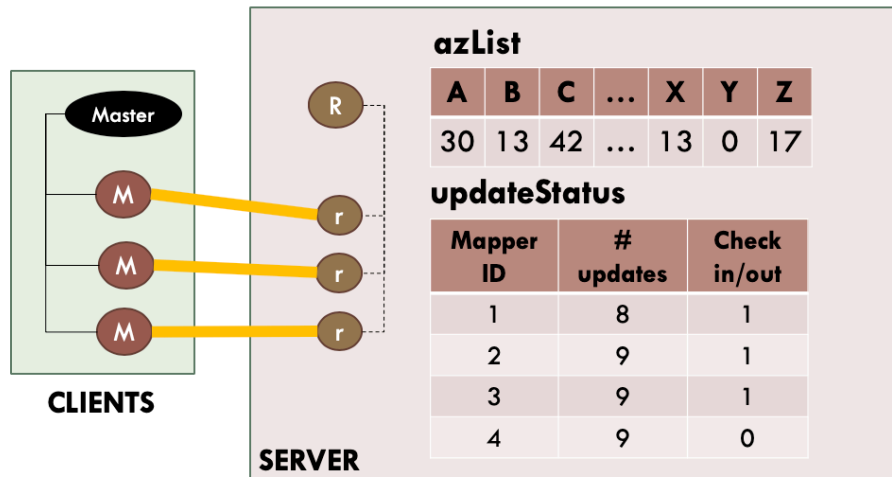 azList
A B C ... X Y Z
30 13 42 ... 13 0 17
Master
R
M
r
M
r
M
r
CLIENTS
updateStatus
Mapper ID # updates Check in/out
1 8 1
2 9 1
3 9 1
4 9 0
SERVER